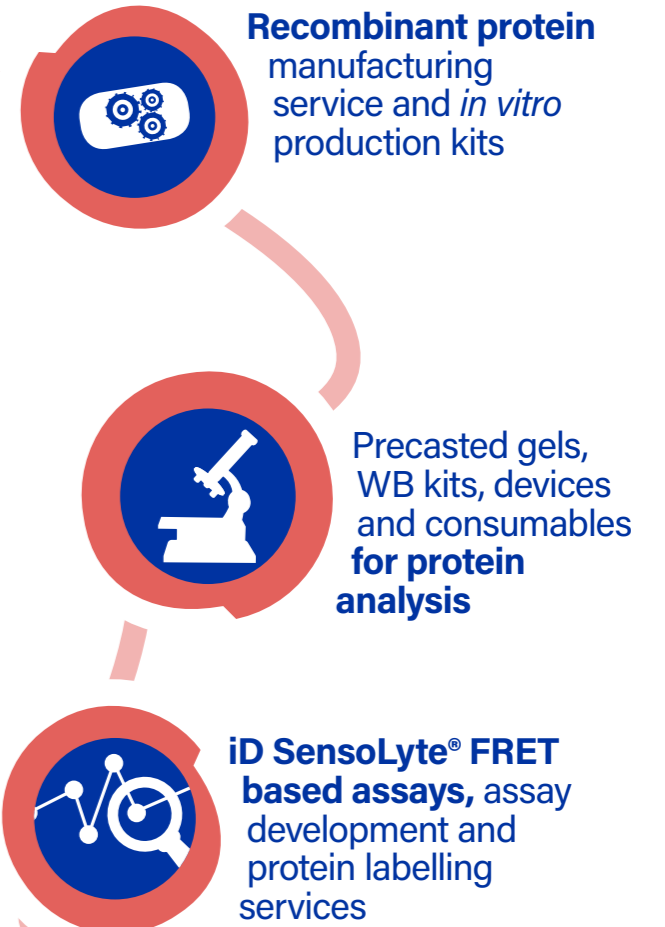 Recombinant protein
manufacturing
service and in vitro
production kits
Precasted gels,
WB kits, devices
and consumables
for protein
analysis
iD SensoLyte® FRET
based assays, assay
development and
protein labelling
services